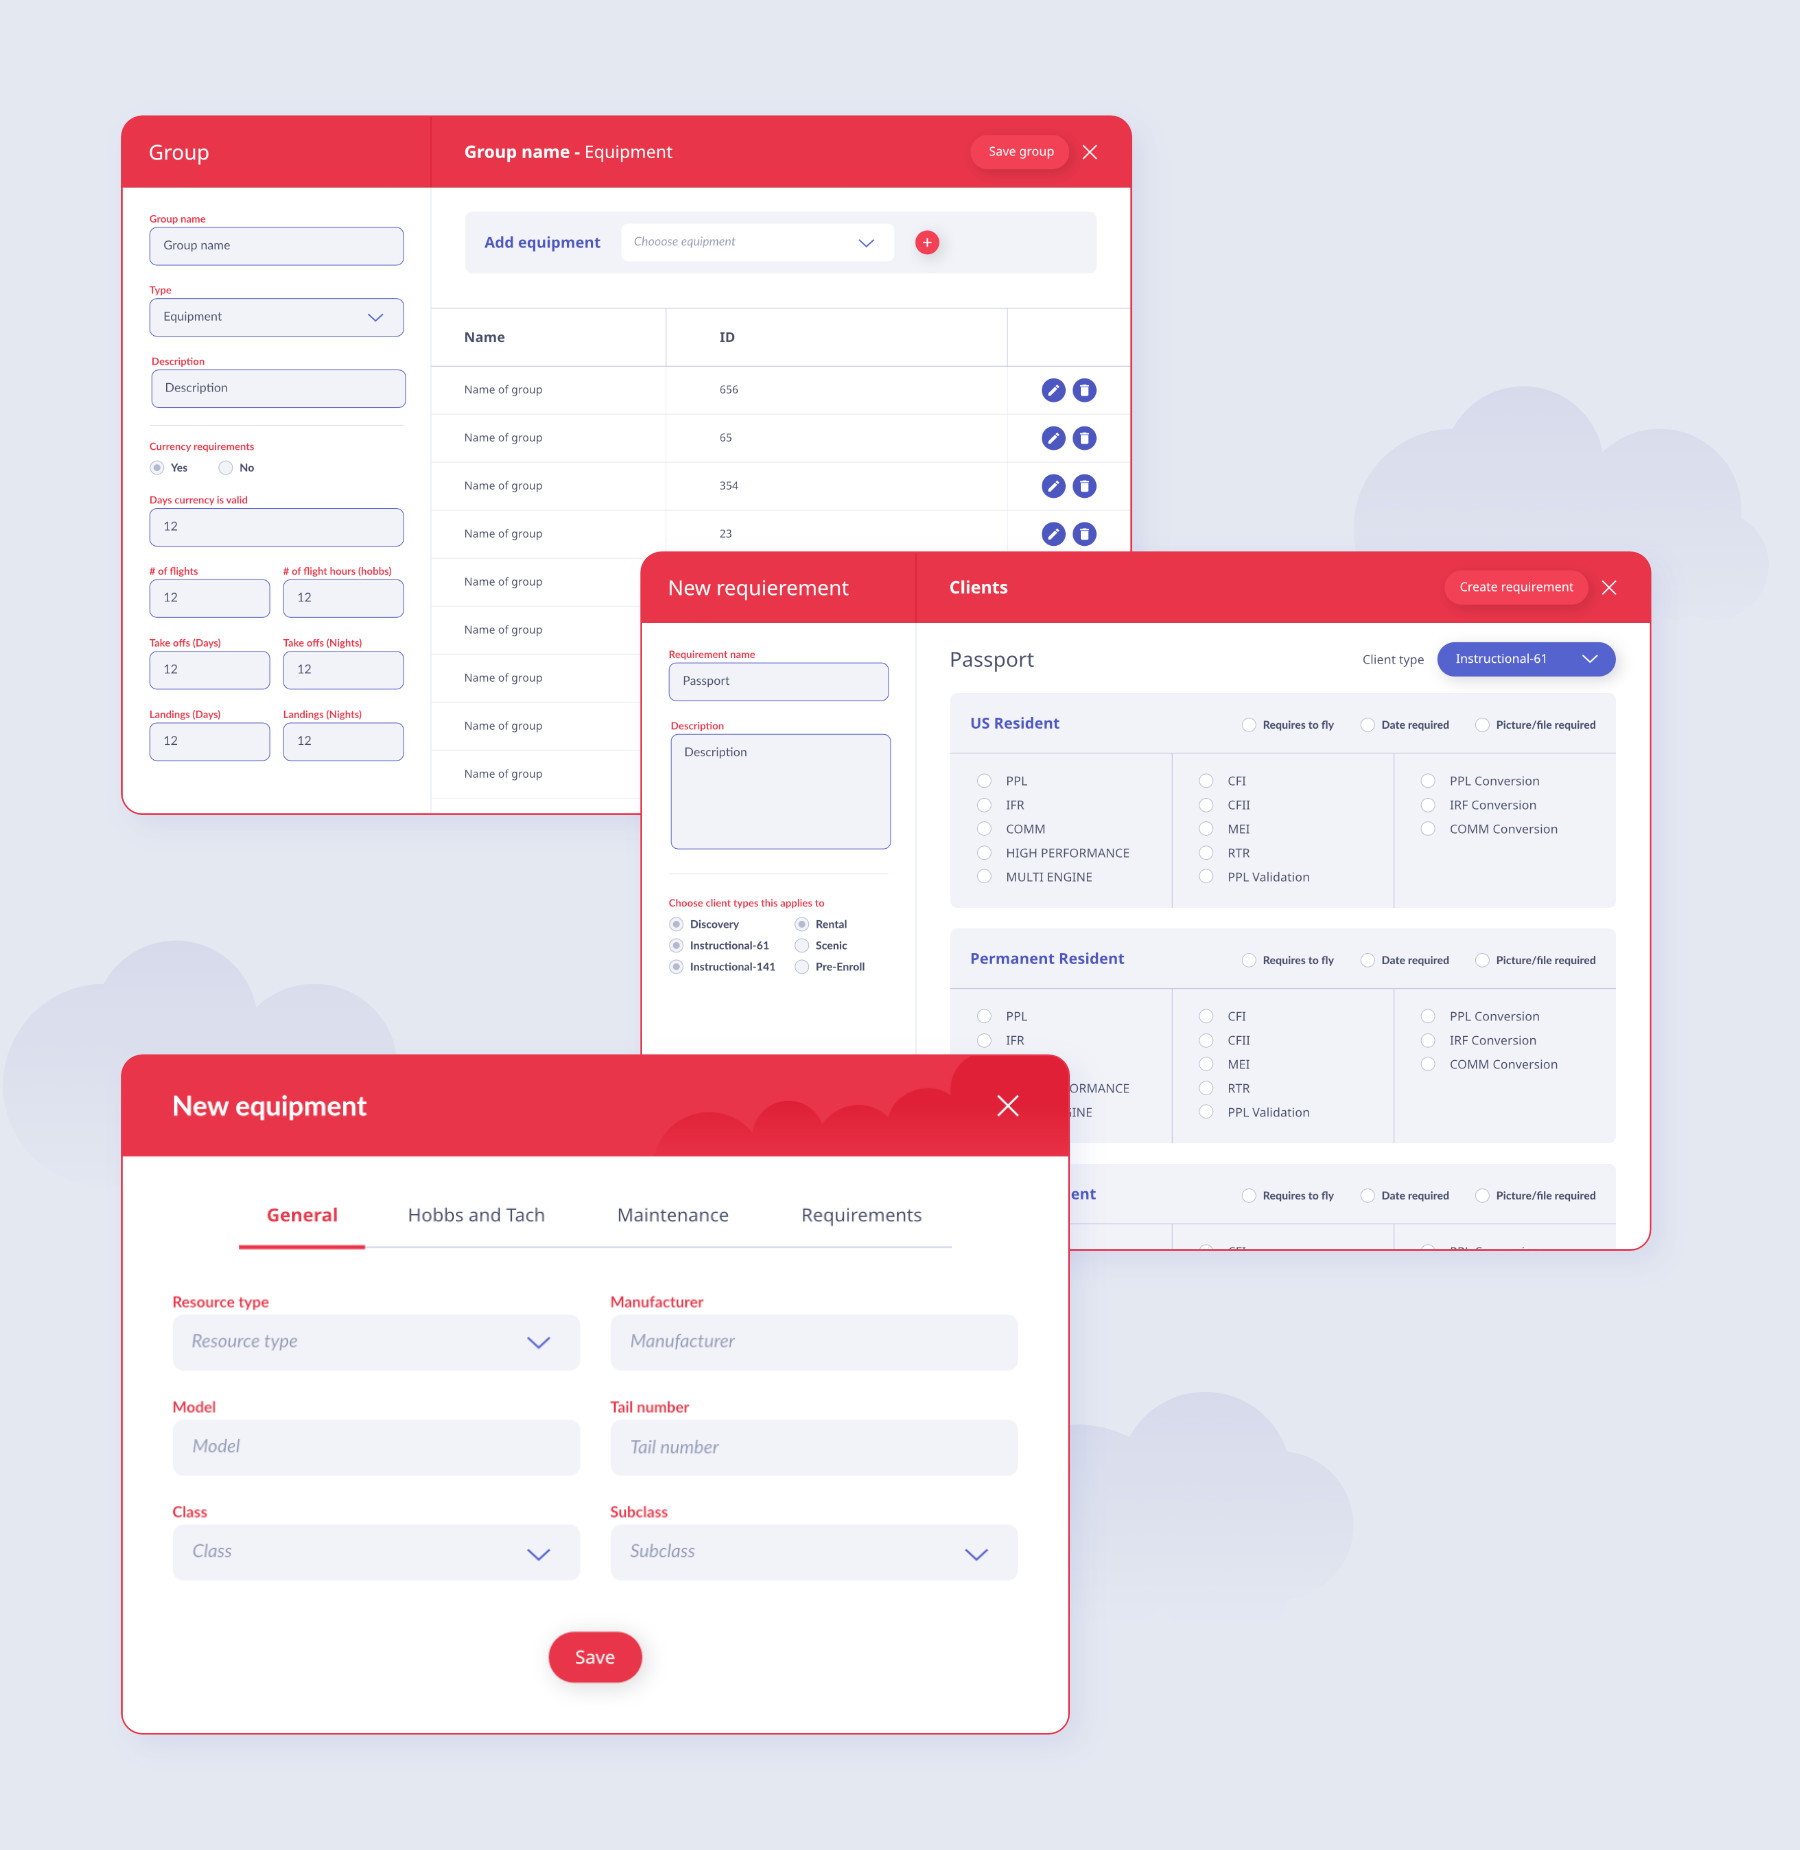 Group
Group name - Equipment
Save group
Group name
Group name
Type
Equipment
Description
Description
Currency requirements
Yes No
Days currency is valid
12
# of flights # of flight hours (hobbs)
12 12
Take offs (Days) Take offs (Nights)
12 12
Landings (Days) Landings (Nights)
12 12
Add equipment Chooose equipment
Name ID
Name of group 656
Name of group 65
Name of group 354
Name of group 23
Name of group
Name of group
Name of group
Name of group
Name of group
New requierement
Clients
Create requirement
Requirement name
Passport
Description
Description
Choose client types this applies to
Discovery Rental
Instructional-61 Scenic
Instructional-141 Pre-Enroll
Passport
Client type Instructional-61
US Resident Requires to fly Date required Picture/file required
PPL CFI PPL Conversion
IFR CFII IRF Conversion
COMM MEI COMM Conversion
HIGH PERFORMANCE RTR
MULTI ENGINE PPL Validation
Permanent Resident Requires to fly Date required Picture/file required
PPL CFI PPL Conversion
IFR CFII IRF Conversion
MEI COMM Conversion
ORMANCE RTR
INE PPL Validation
ent Requires to fly Date required Picture/file required
New equipment
General Hobbs and Tach Maintenance Requirements
Resource type Manufacturer
Resource type Manufacturer
Model Tail number
Model Tail number
Class Subclass
Class Subclass
Save